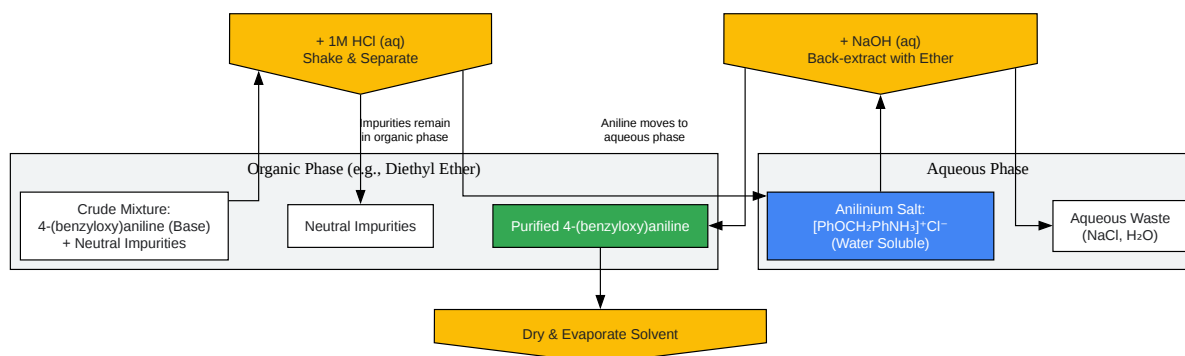 + 1M HCl (aq)
Shake & Separate
+ NaOH (aq)
Back-extract with Ether
Impurities remain
in organic phase
Aniline moves to
aqueous phase
Organic Phase (e.g., Diethyl Ether)
Aqueous Phase
Crude Mixture:
4-(benzyloxy)aniline (Base)
+ Neutral Impurities
Neutral Impurities
Purified 4-(benzyloxy)aniline
Anilinium Salt:
[PhOCH₂PhNH₃]⁺Cl⁻
(Water Soluble)
Aqueous Waste
(NaCl, H₂O)
Dry & Evaporate Solvent